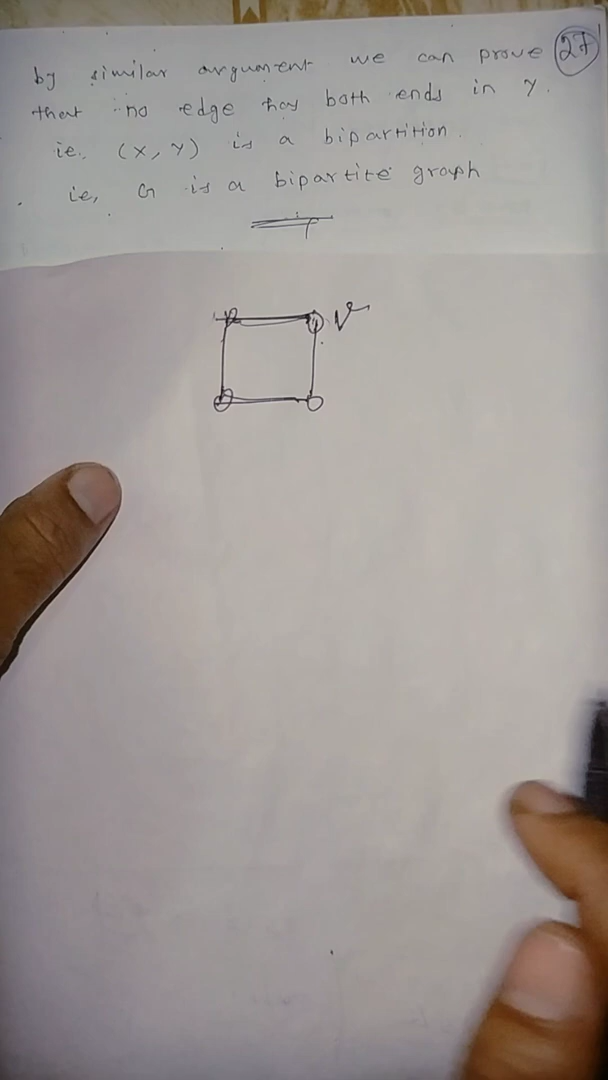 by similar argument we can prove 27
that no edge has both ends in Y.
ie., (X, Y) is a bipartition.
ie, G is a bipartite graph
v